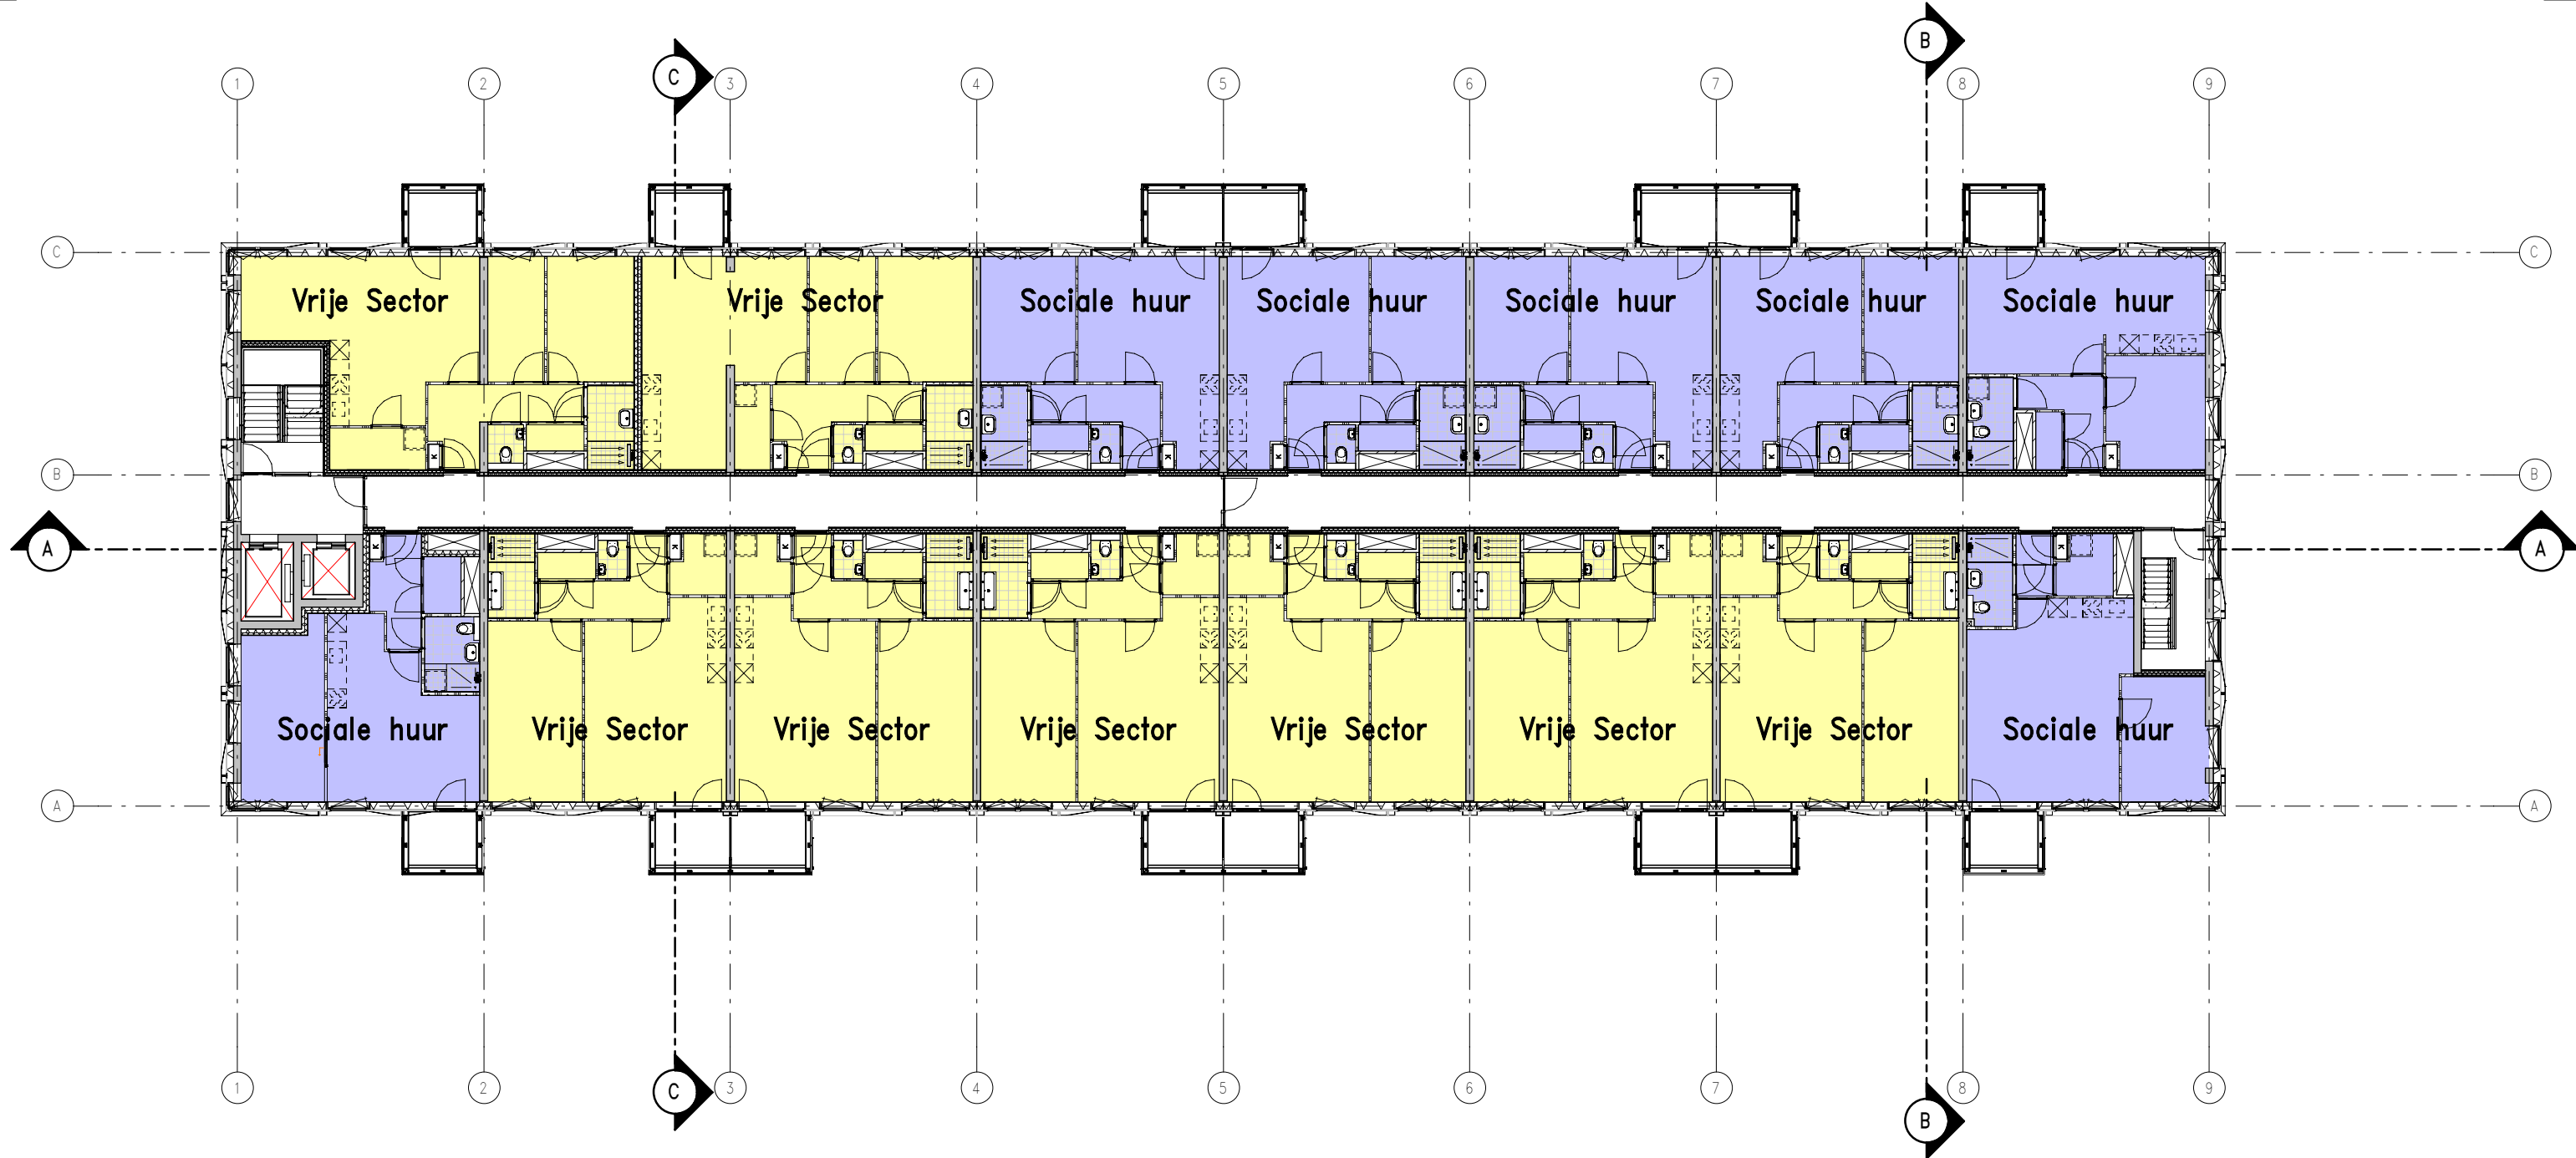 B
C
1 2 3 4 5 6 7 8 9
C C
Vrije Sector Vrije Sector Sociale huur Sociale huur Sociale huur Sociale huur Sociale huur
K K K K K K K
B B
A A
K K K K K K K K
Sociale huur Vrije Sector Vrije Sector Vrije Sector Vrije Sector Vrije Sector Vrije Sector Sociale huur
A A
1 2 3 4 5 6 7 8 9
C
B